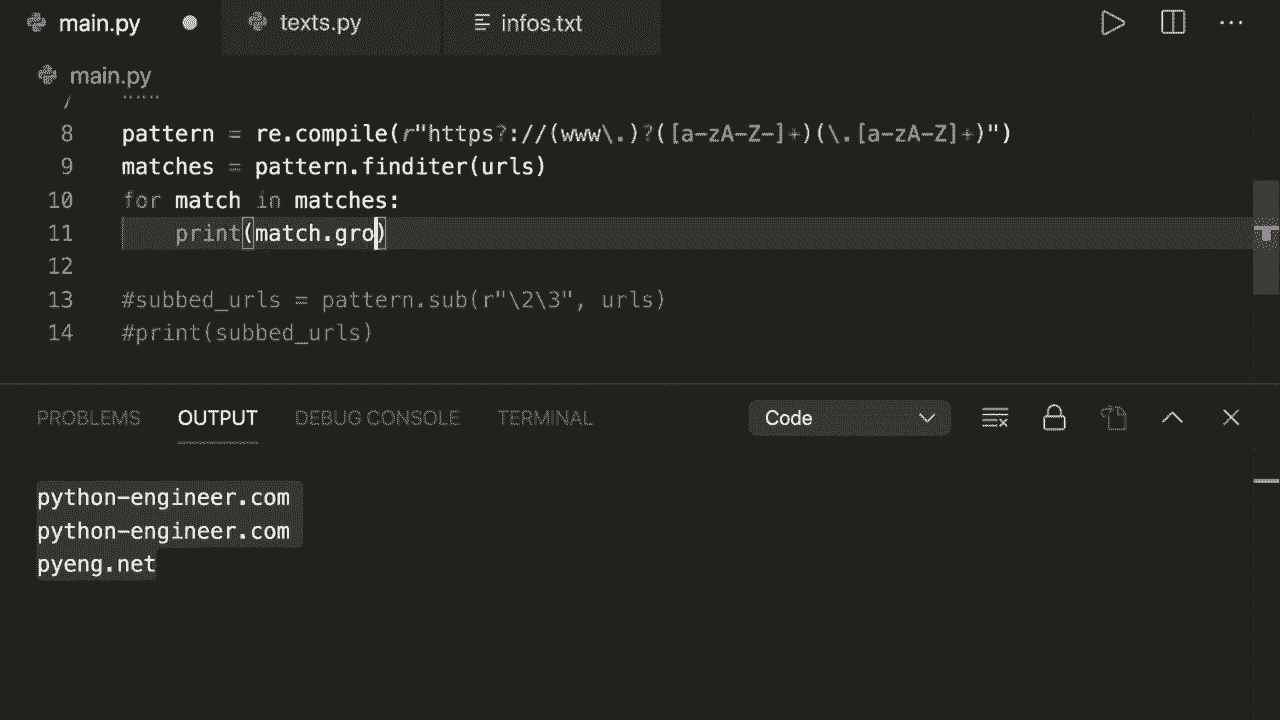 main.py texts.py infos.txt ...
main.py
7 """
8 pattern = re.compile(r"https?://(www\.)?([a-zA-Z-]+)(\.[a-zA-Z]+)")
9 matches = pattern.finditer(urls)
10 for match in matches:
11 print(match.gro)
12
13 #subbed_urls = pattern.sub(r"\2\3", urls)
14 #print(subbed_urls)
PROBLEMS OUTPUT DEBUG CONSOLE TERMINAL Code
python-engineer.com
python-engineer.com
pyeng.net